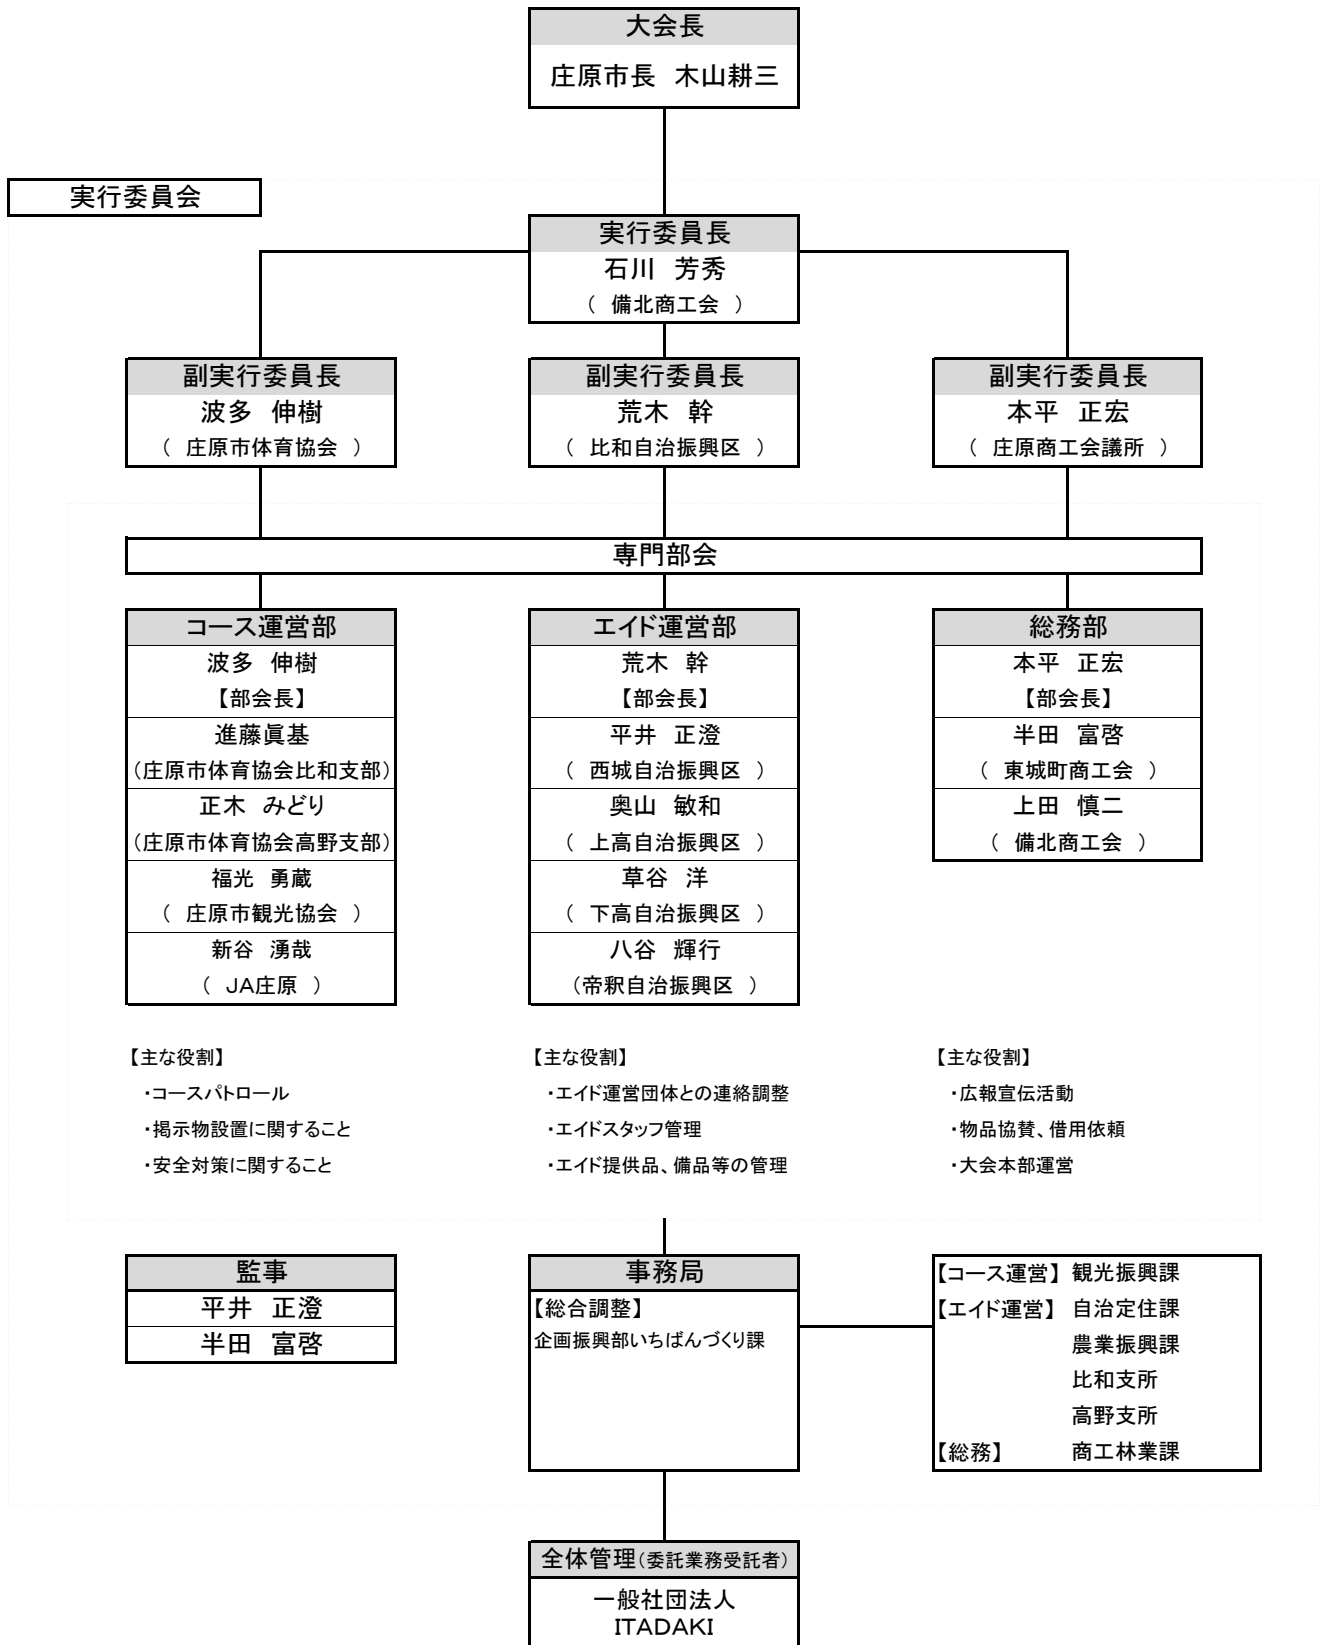 大会長
庄原市長　木山耕三
実行委員会
実行委員長
石川　芳秀
（　備北商工会　）
副実行委員長
波多　伸樹
（　庄原市体育協会　）
副実行委員長
荒木　幹
（　比和自治振興区　）
副実行委員長
本平　正宏
（　庄原商工会議所　）
専門部会
コース運営部
波多　伸樹
【部会長】
進藤眞基
（庄原市体育協会比和支部）
正木　みどり
（庄原市体育協会高野支部）
福光　勇蔵
（　庄原市観光協会　）
新谷　湧哉
（　JA庄原　）
【主な役割】
・コースパトロール
・掲示物設置に関すること
・安全対策に関すること
エイド運営部
荒木　幹
【部会長】
平井　正澄
（　西城自治振興区　）
奥山　敏和
（　上高自治振興区　）
草谷　洋
（　下高自治振興区　）
八谷　輝行
（帝釈自治振興区　）
【主な役割】
・エイド運営団体との連絡調整
・エイドスタッフ管理
・エイド提供品、備品等の管理
総務部
本平　正宏
【部会長】
半田　富啓
（　東城町商工会　）
上田　慎二
（　備北商工会　）
【主な役割】
・広報宣伝活動
・物品協賛、借用依頼
・大会本部運営
監事
平井　正澄
半田　富啓
事務局
【総合調整】
企画振興部いちばんづくり課
【コース運営】 観光振興課
【エイド運営】 自治定住課
農業振興課
比和支所
高野支所
【総務】 商工林業課
全体管理（委託業務受託者）
一般社団法人
ITADAKI